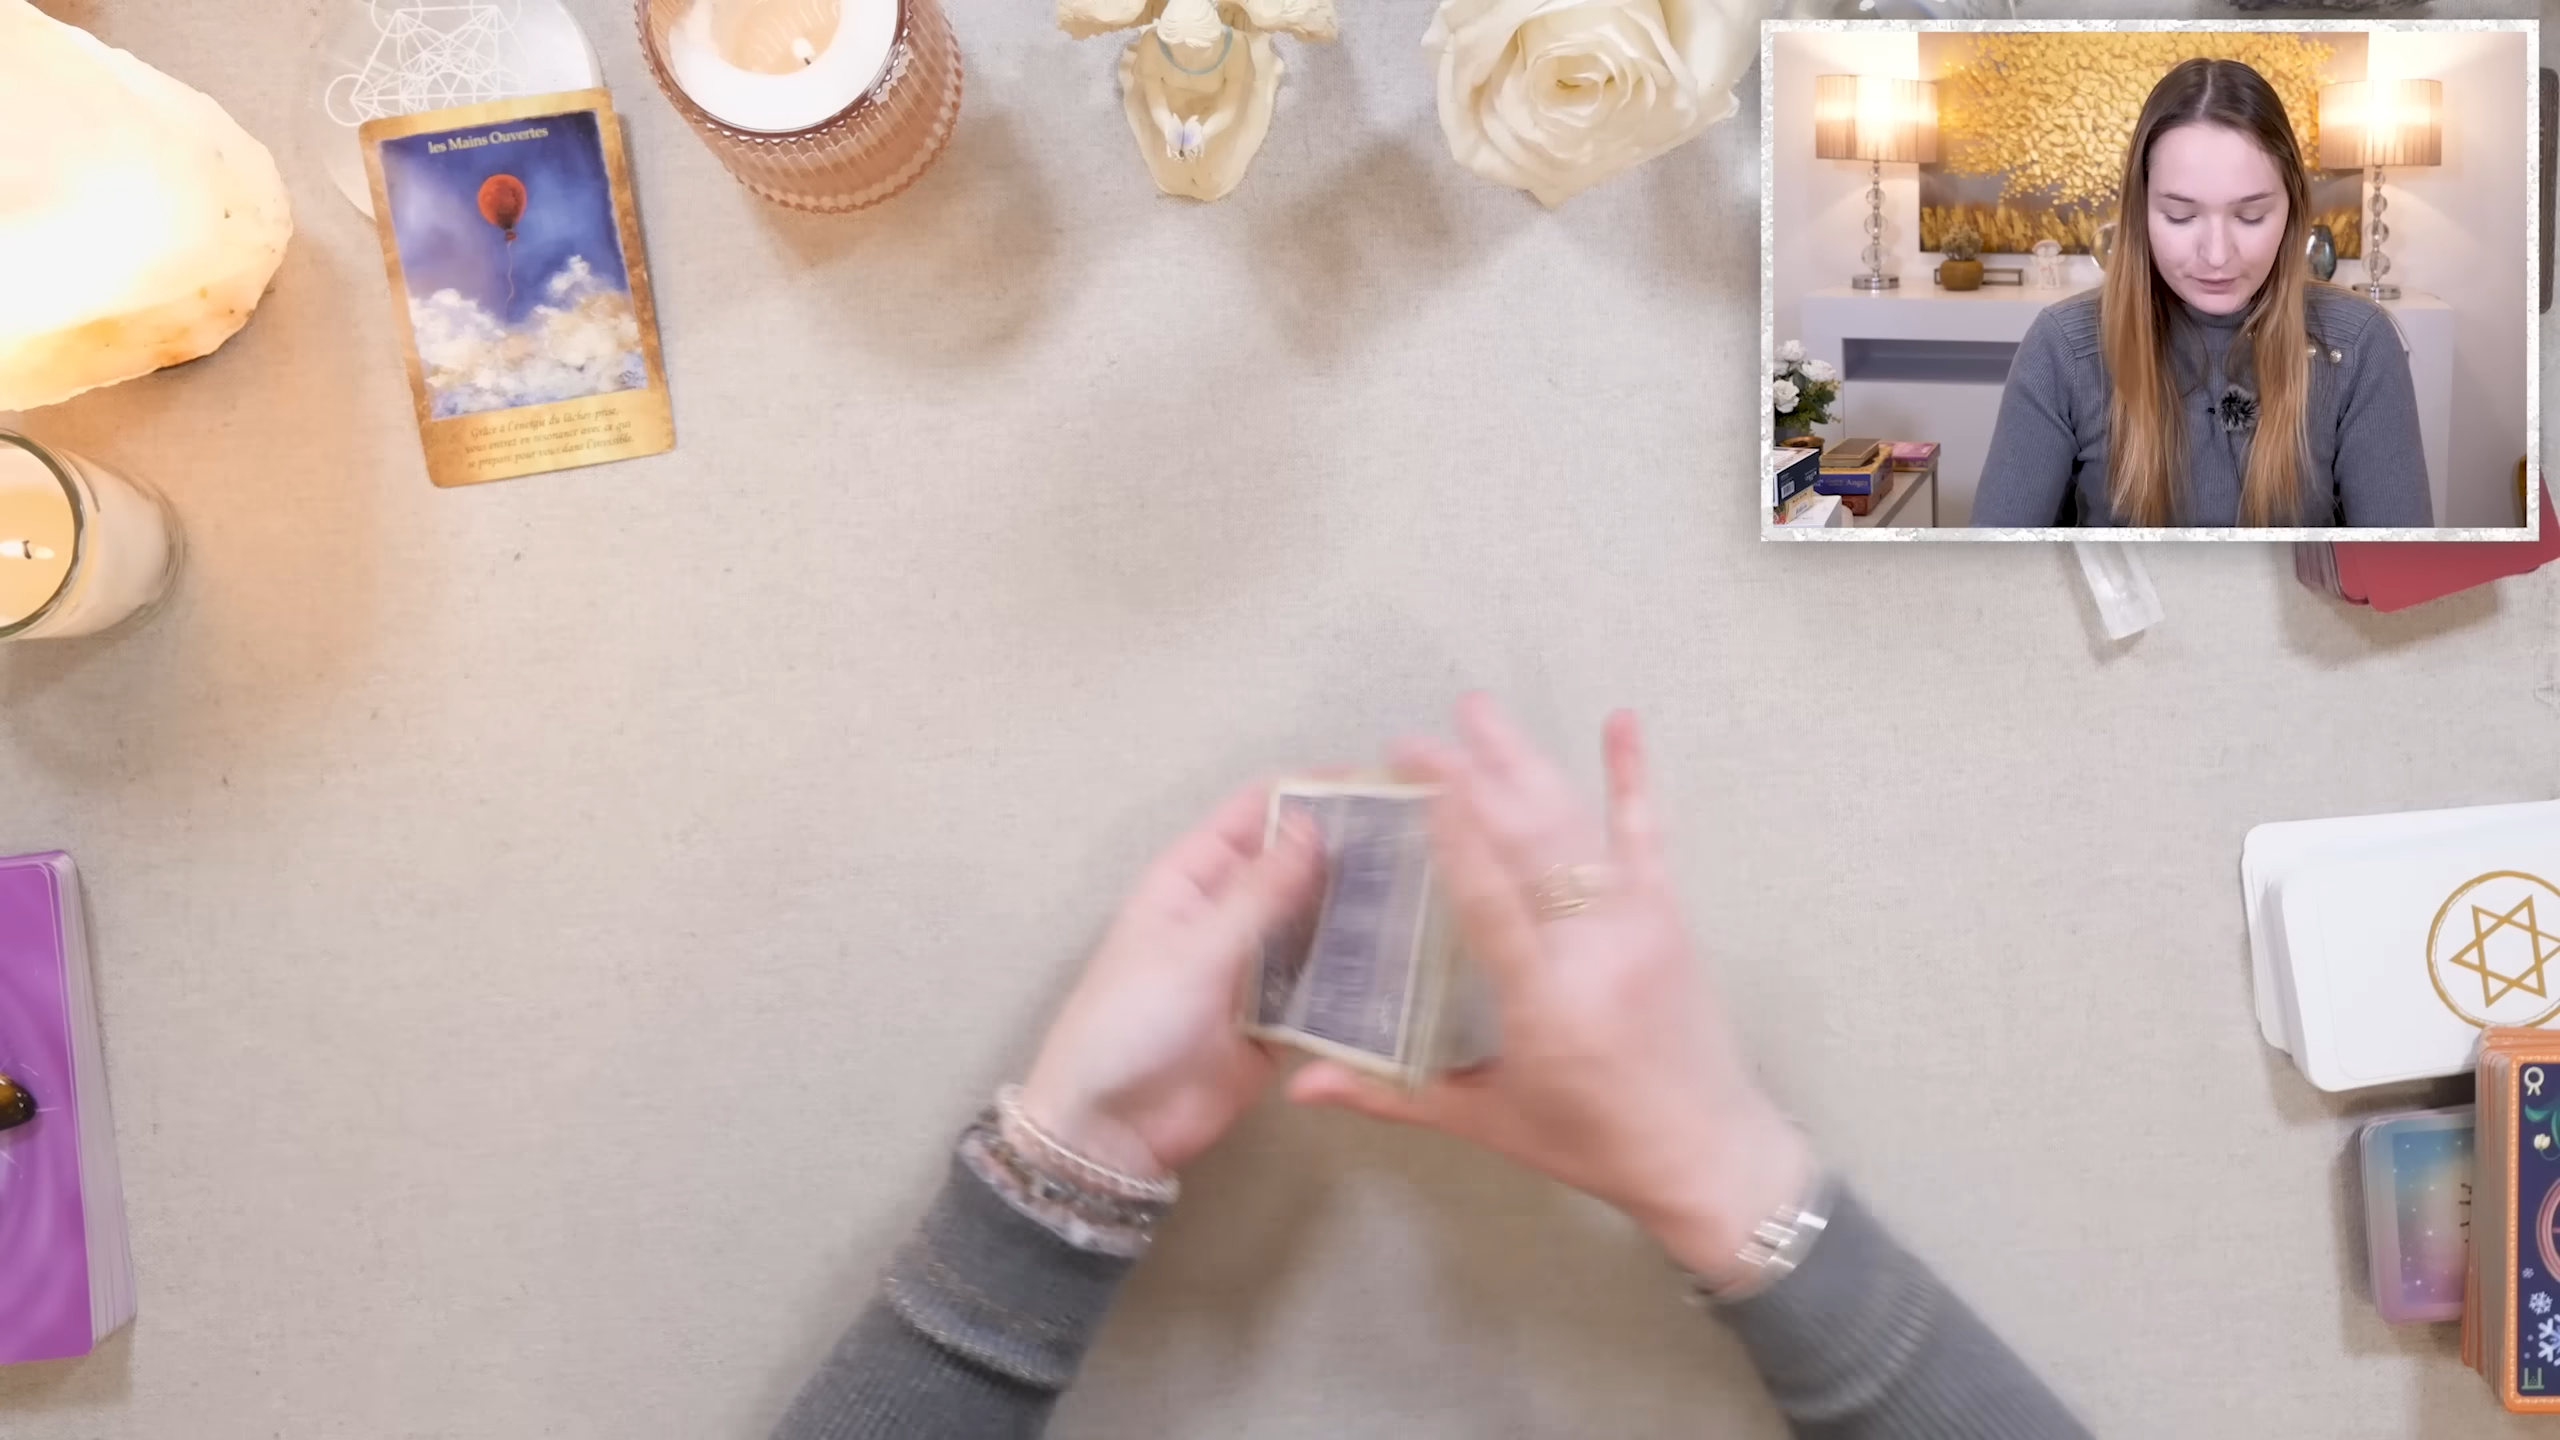 les Mains Ouvertes
Grâce à l'énergie du lâcher-prise,
vous entrez en résonance avec ce qui
se prépare pour vous dans l'invisible.
Anges